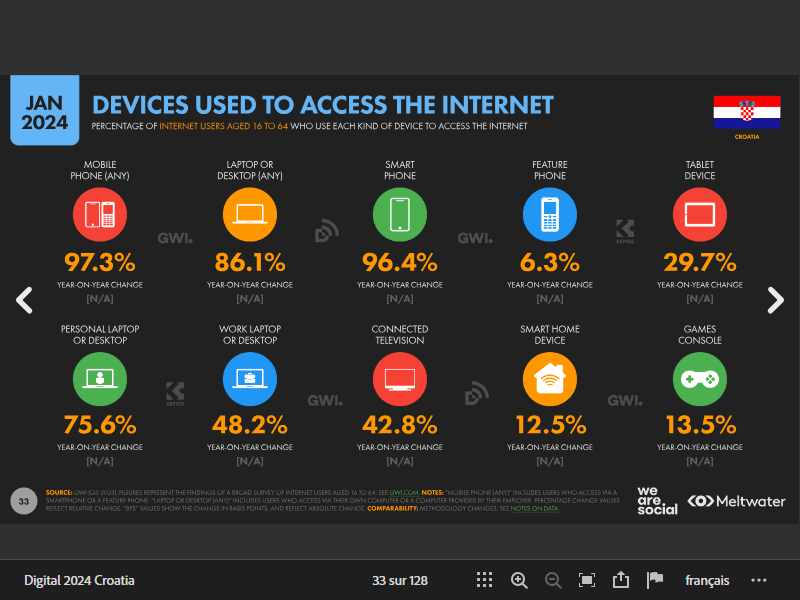 JAN
2024
DEVICES USED TO ACCESS THE INTERNET
PERCENTAGE OF INTERNET USERS AGED 16 TO 64 WHO USE EACH KIND OF DEVICE TO ACCESS THE INTERNET
CROATIA
MOBILE
PHONE (ANY)
97.3%
YEAR-ON-YEAR CHANGE
[N/A]
LAPTOP OR
DESKTOP (ANY)
86.1%
YEAR-ON-YEAR CHANGE
[N/A]
SMART
PHONE
96.4%
YEAR-ON-YEAR CHANGE
[N/A]
FEATURE
PHONE
6.3%
YEAR-ON-YEAR CHANGE
[N/A]
TABLET
DEVICE
29.7%
YEAR-ON-YEAR CHANGE
[N/A]
GWI.
GWI.
KEPIOS
PERSONAL LAPTOP
OR DESKTOP
75.6%
YEAR-ON-YEAR CHANGE
[N/A]
WORK LAPTOP
OR DESKTOP
48.2%
YEAR-ON-YEAR CHANGE
[N/A]
CONNECTED
TELEVISION
42.8%
YEAR-ON-YEAR CHANGE
[N/A]
SMART HOME
DEVICE
12.5%
YEAR-ON-YEAR CHANGE
[N/A]
GAMES
CONSOLE
13.5%
YEAR-ON-YEAR CHANGE
[N/A]
KEPIOS
GWI.
GWI.
33
SOURCE: GWI (Q3 2023). FIGURES REPRESENT THE FINDINGS OF A BROAD SURVEY OF INTERNET USERS AGED 16 TO 64. SEE GWI.COM. NOTES: "MOBILE PHONE (ANY)" INCLUDES USERS WHO ACCESS VIA A
SMARTPHONE OR A FEATURE PHONE. "LAPTOP OR DESKTOP (ANY)" INCLUDES USERS WHO ACCESS VIA THEIR OWN COMPUTER OR A COMPUTER PROVIDED BY THEIR EMPLOYER. PERCENTAGE CHANGE VALUES
REFLECT RELATIVE CHANGE. "BPS" VALUES SHOW THE CHANGE IN BASIS POINTS, AND REFLECT ABSOLUTE CHANGE. COMPARABILITY: METHODOLOGY CHANGES. SEE NOTES ON DATA.
we
are.
social
Meltwater
Digital 2024 Croatia
33 sur 128
français